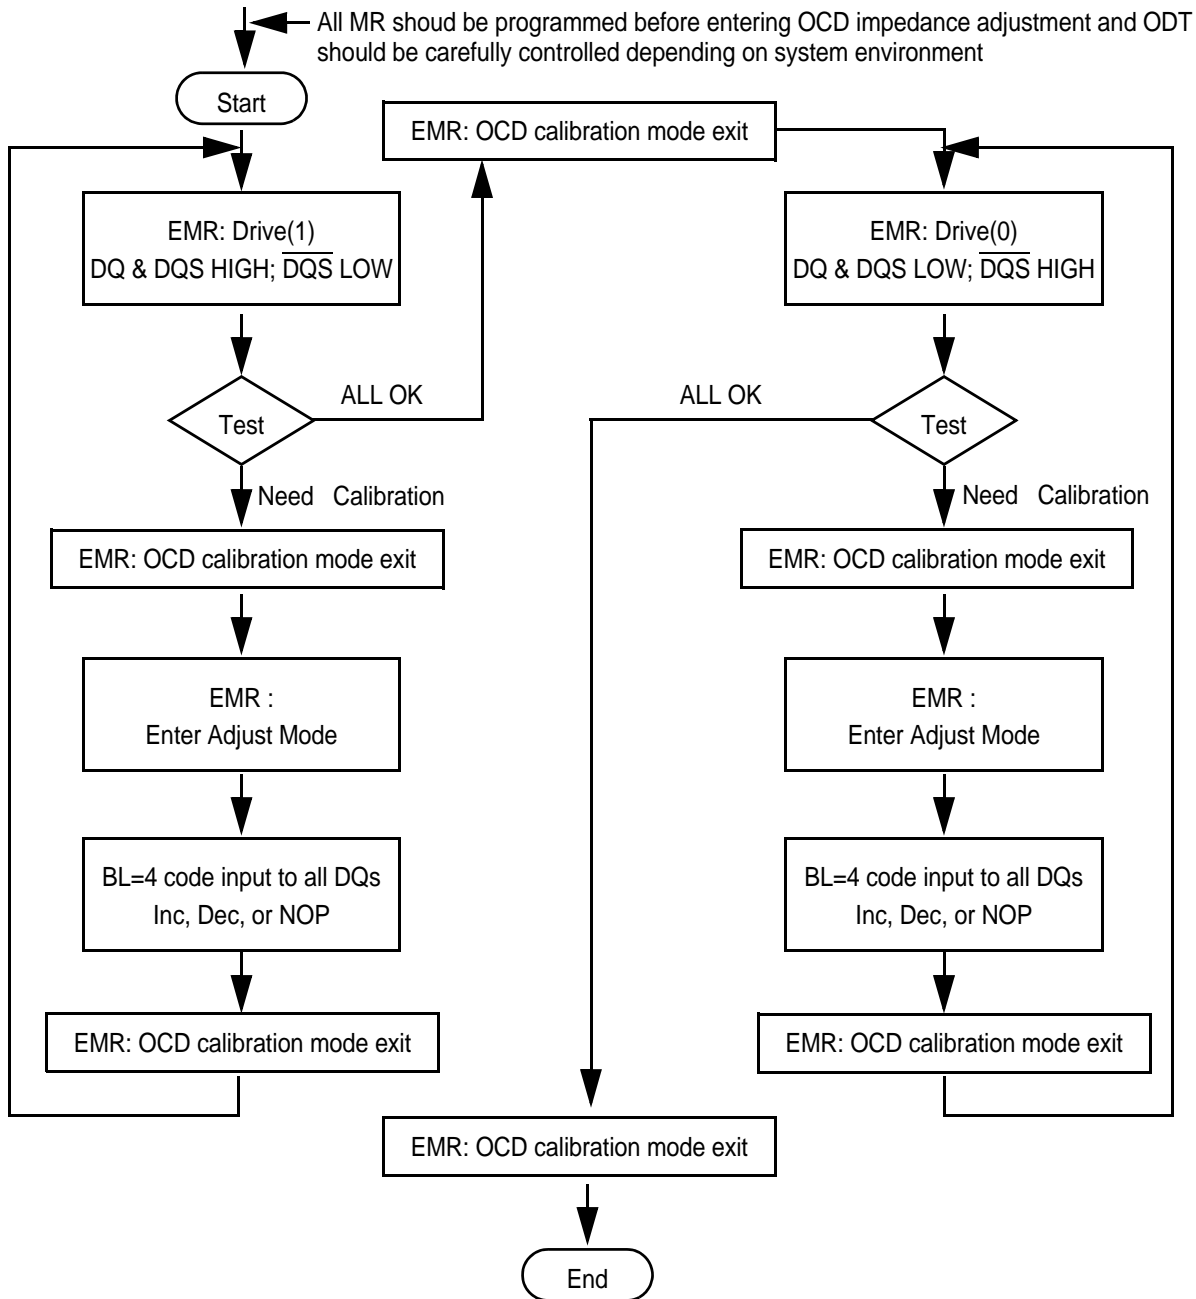 All MR shoud be programmed before entering OCD impedance adjustment and ODT
should be carefully controlled depending on system environment
Start
EMR: OCD calibration mode exit
EMR: Drive(1)
DQ & DQS HIGH; D̅Q̅S̅ LOW
EMR: Drive(0)
DQ & DQS LOW; D̅Q̅S̅ HIGH
ALL OK
ALL OK
Test
Test
Need Calibration
Need Calibration
EMR: OCD calibration mode exit
EMR: OCD calibration mode exit
EMR :
Enter Adjust Mode
EMR :
Enter Adjust Mode
BL=4 code input to all DQs
Inc, Dec, or NOP
BL=4 code input to all DQs
Inc, Dec, or NOP
EMR: OCD calibration mode exit
EMR: OCD calibration mode exit
EMR: OCD calibration mode exit
End